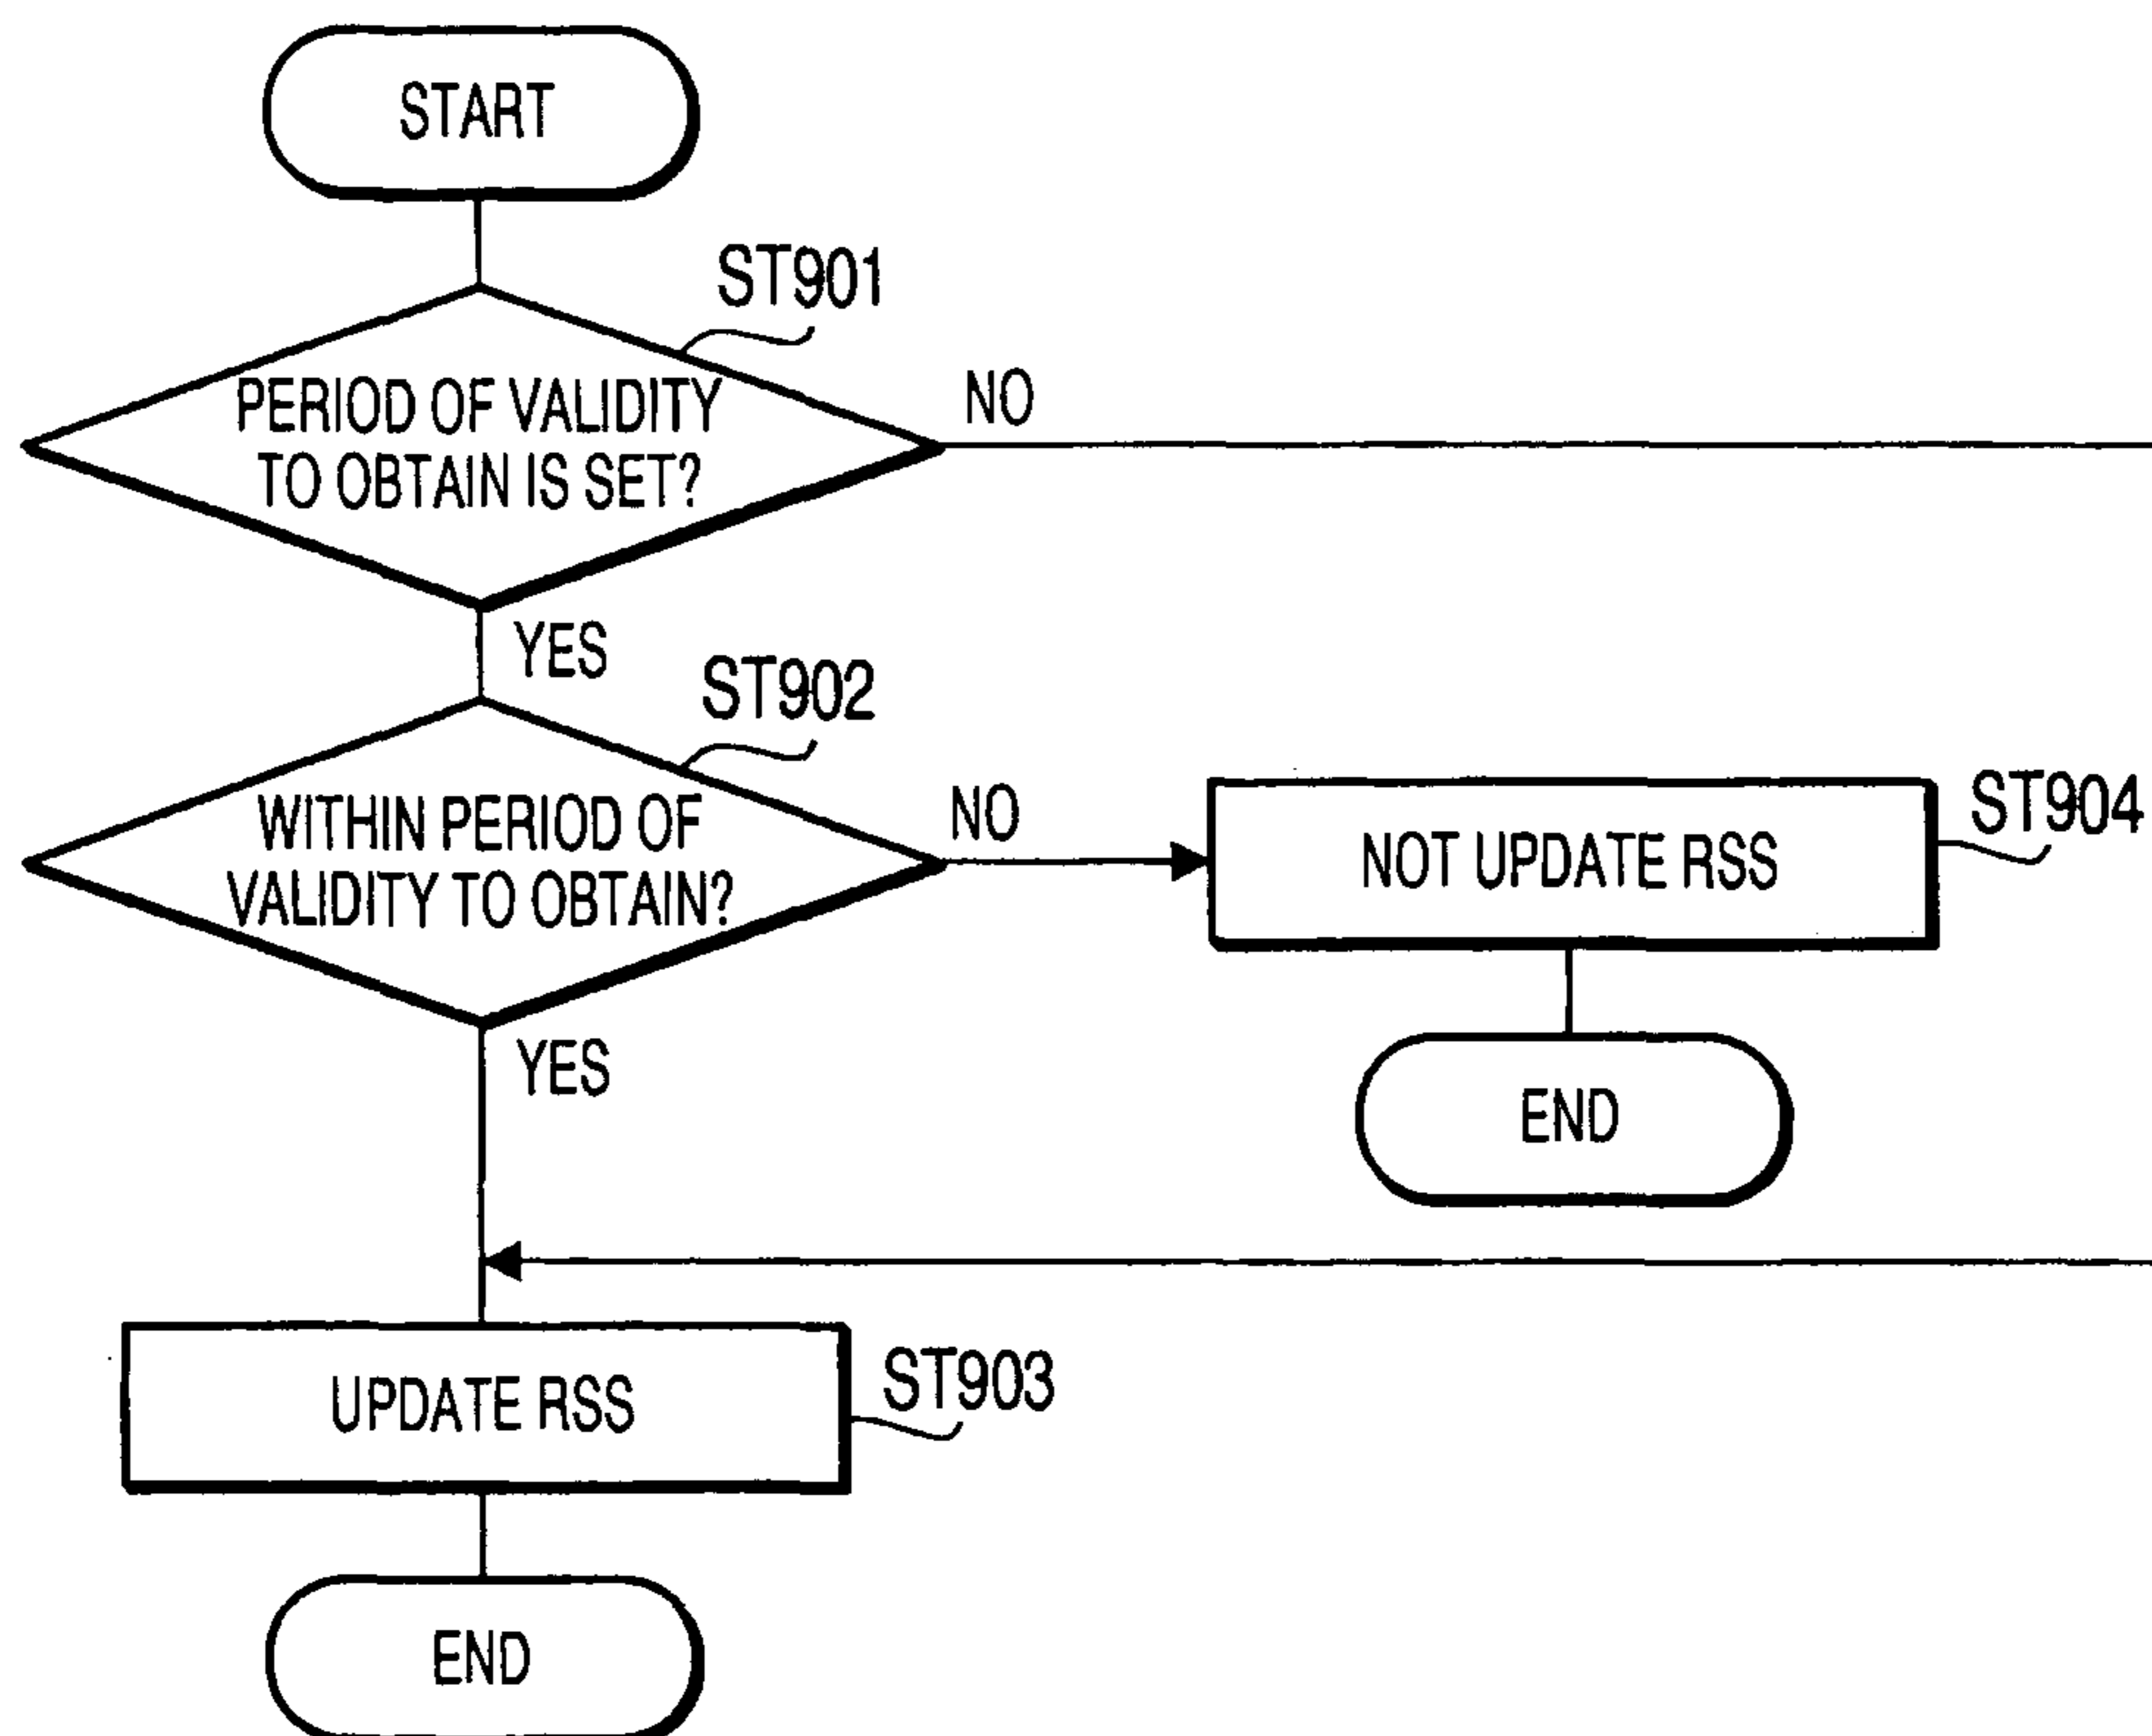 START
ST901
PERIOD OF VALIDITY
TO OBTAIN IS SET?
NO
YES
ST902
WITHIN PERIOD OF
VALIDITY TO OBTAIN?
NO
NOT UPDATE RSS
ST904
YES
END
UPDATE RSS
ST903
END